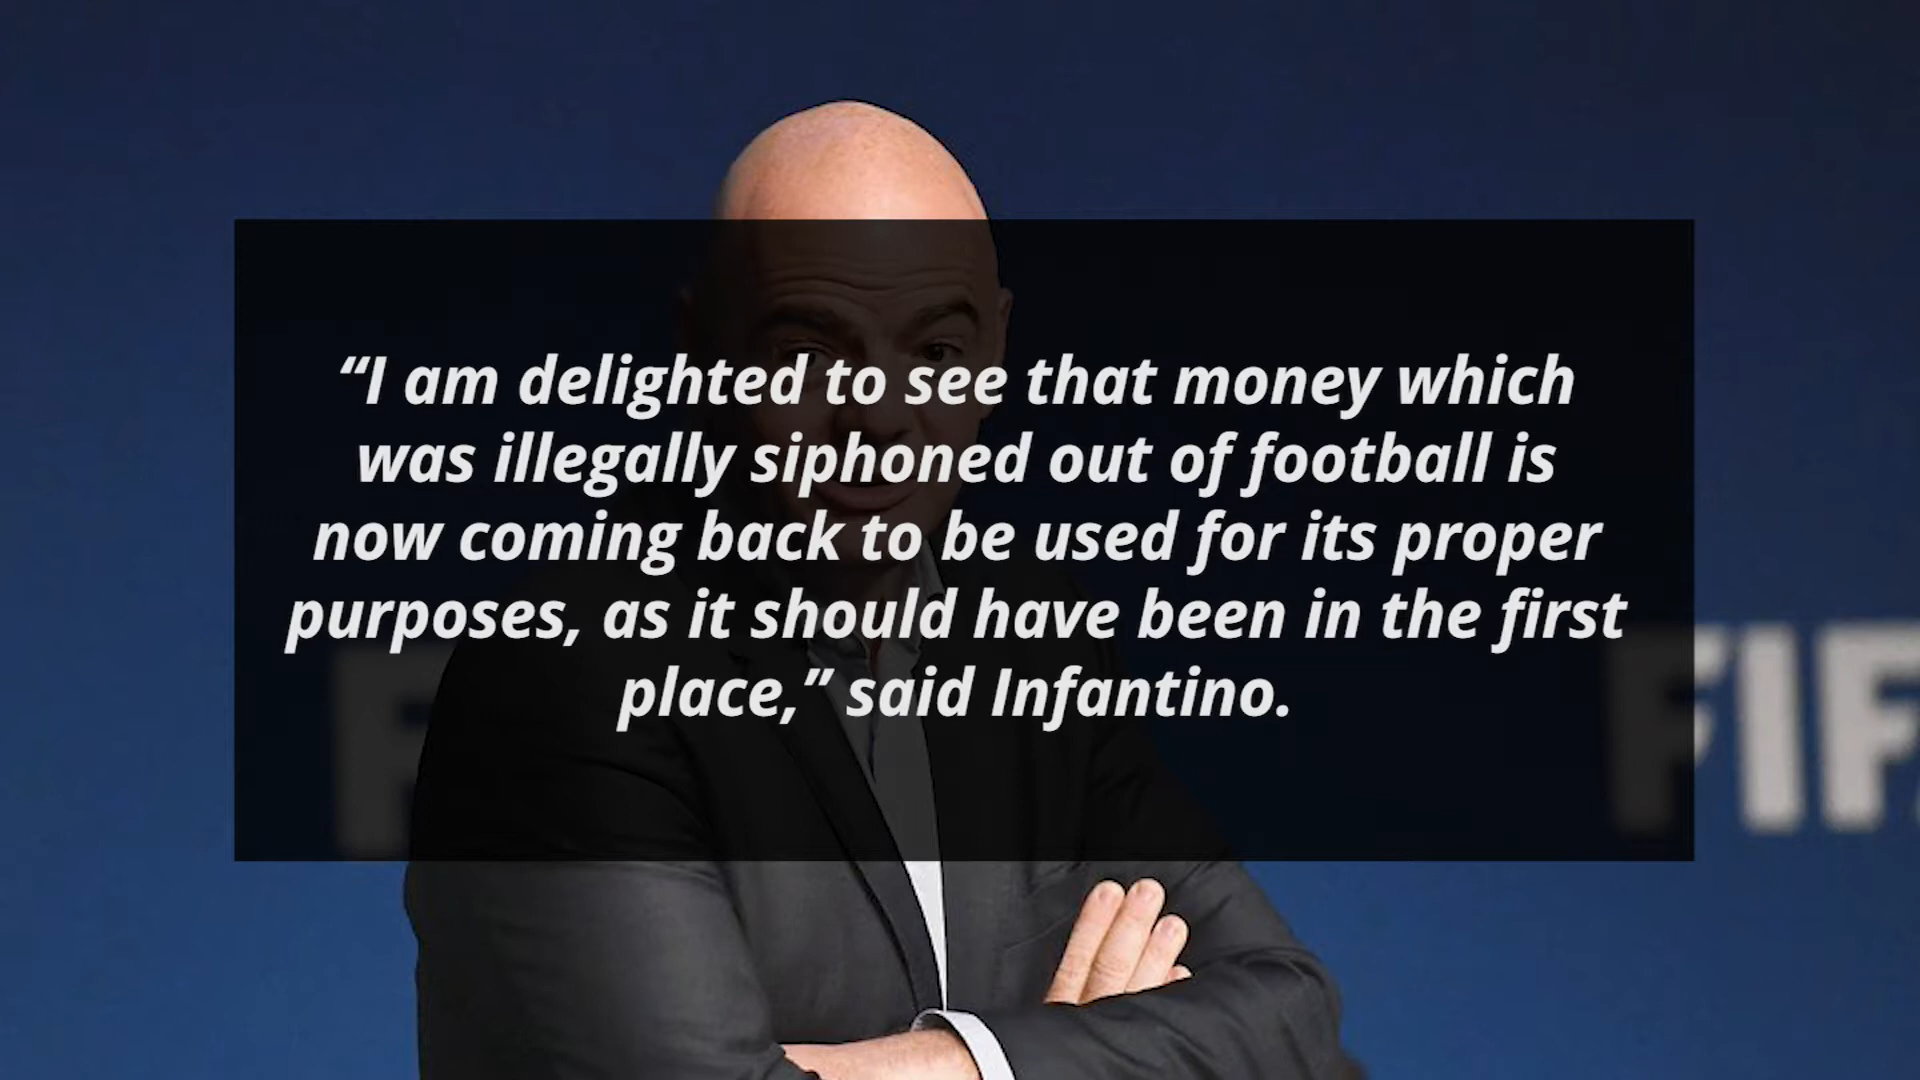 “I am delighted to see that money which
was illegally siphoned out of football is
now coming back to be used for its proper
purposes, as it should have been in the first
place,” said Infantino.
FIF